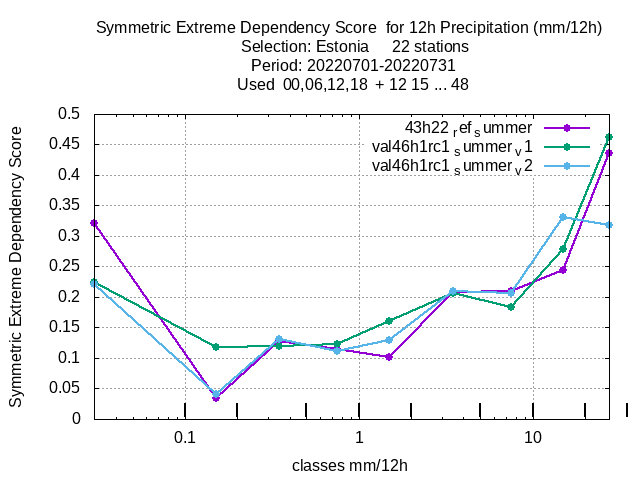 Symmetric Extreme Dependency Score  for 12h Precipitation (mm/12h)
Selection: Estonia     22 stations
Period: 20220701-20220731
Used  00,06,12,18  + 12 15 ... 48
43h22 refsummer
val46h1rc1 summerv1
val46h1rc1 summerv2
Symmetric Extreme Dependency Score
0.5
0.45
0.4
0.35
0.3
0.25
0.2
0.15
0.1
0.05
0
0.1 1 10
classes mm/12h